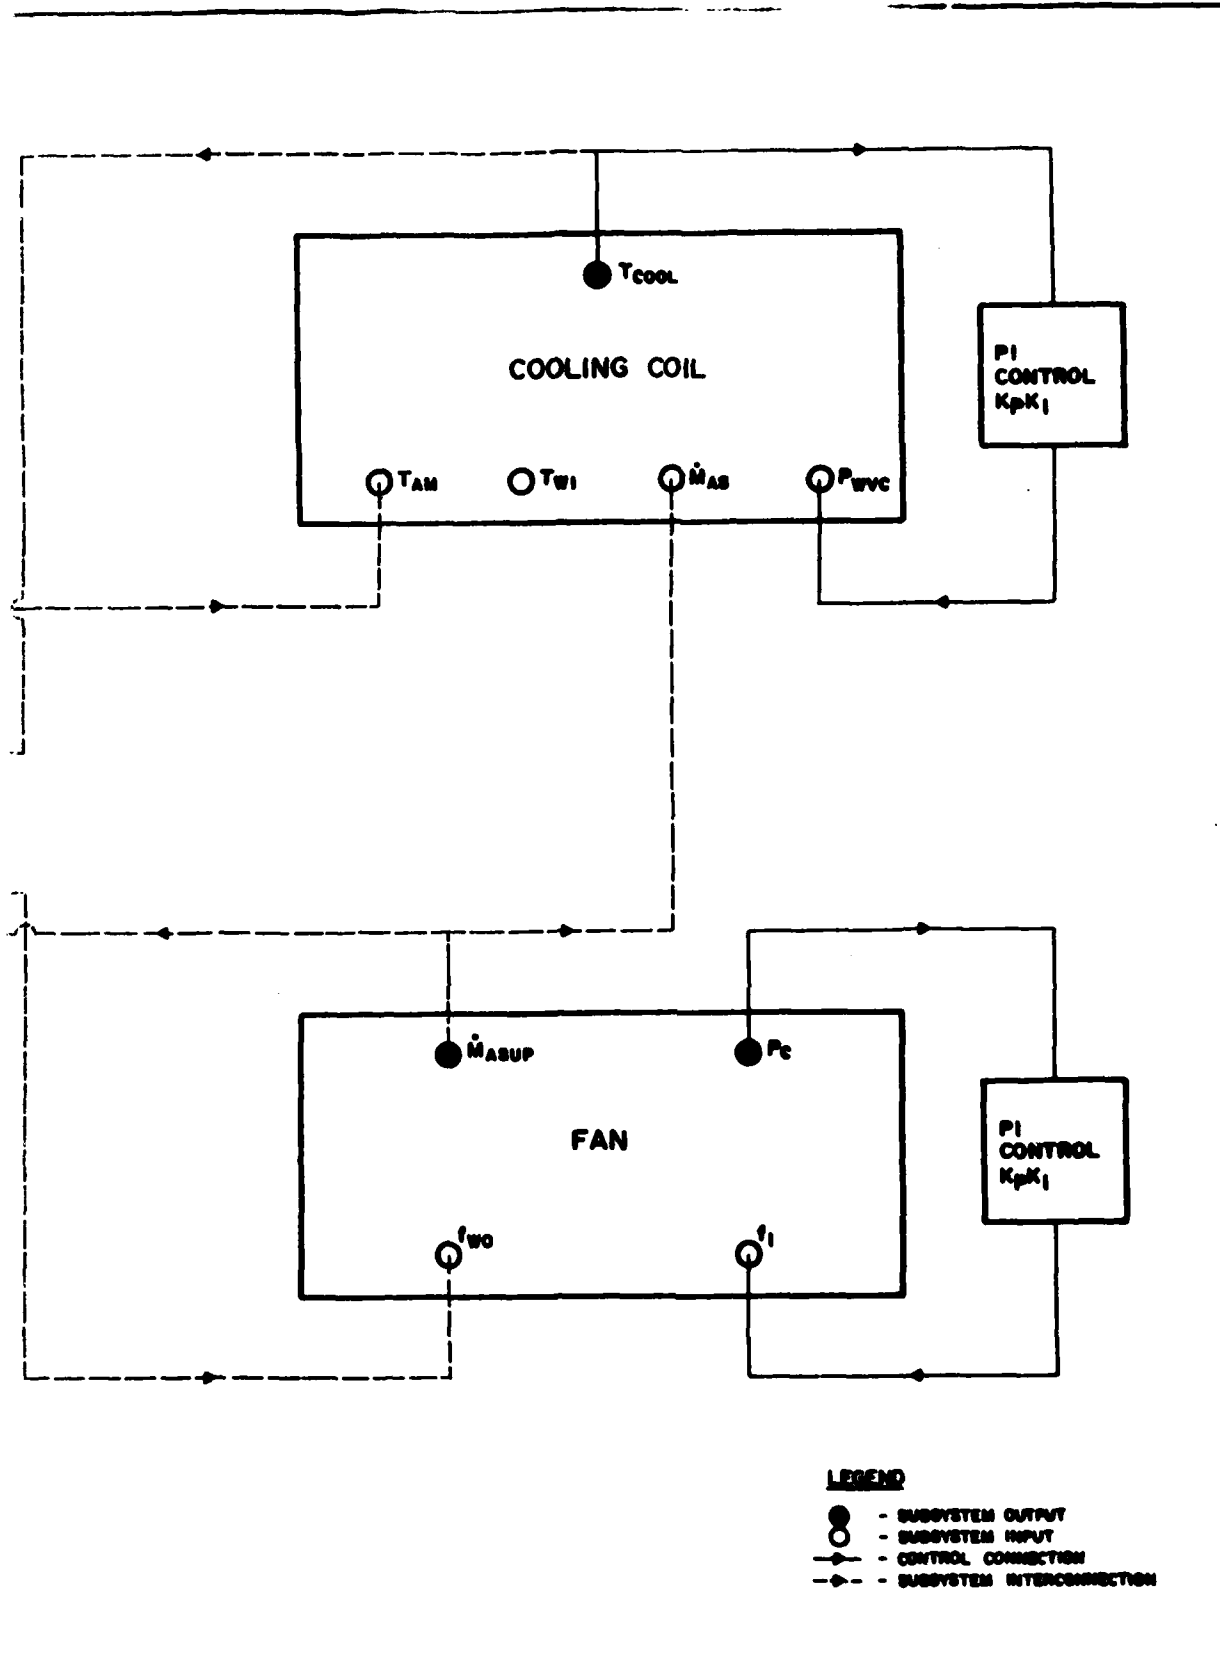 TCOOL
COOLING COIL
PI
CONTROL
KPKI
TAM
TWI
ṀAS
PWVC
ṀASUP
PC
FAN
PI
CONTROL
KPKI
fWO
fI
LEGEND
- SUBSYSTEM OUTPUT
- SUBSYSTEM INPUT
- CONTROL CONNECTION
- SUBSYSTEM INTERCONNECTION